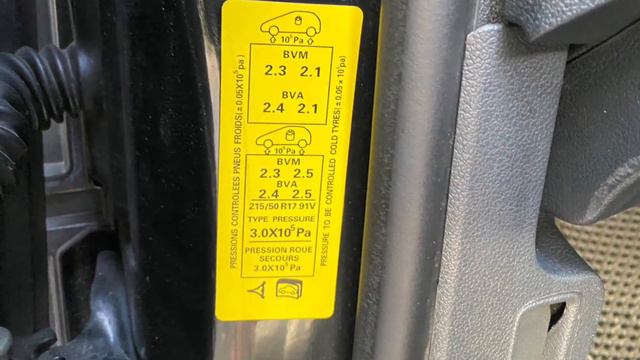 10⁵Pa
BVM
2.3 2.1
BVA
2.4 2.1
10⁵Pa
BVM
2.3 2.5
BVA
2.4 2.5
215/50 R17 91V
TYPE PRESSURE
3.0X10⁵Pa
PRESSION ROUE
SECOURS
3.0X10⁵Pa
PRESSIONS CONTROLEES PNEUS FROIDS(±0.05X10⁵pa)
PRESSURE TO BE CONTROLLED COLD TYRES(±0.05 x 10⁵pa)